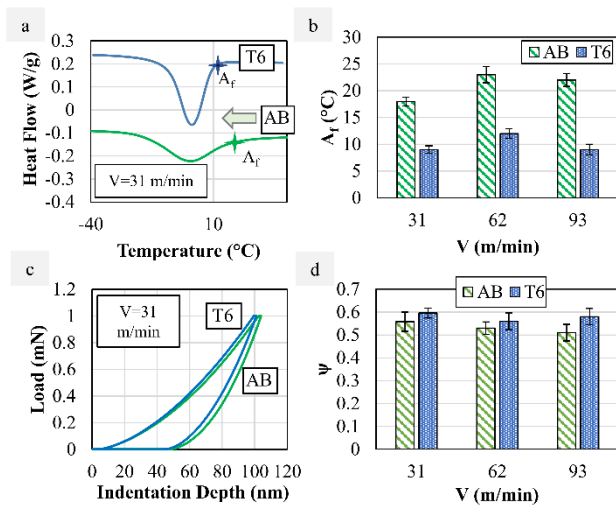 a
Heat Flow (W/g)
0.3
0.2
0.1
0
-0.1
-0.2
-0.3
-0.4
T6
Af
AB
Af
V=31 m/min
-40
10
Temperature (°C)
b
Af (°C)
30
25
20
15
10
5
0
AB T6
31 62 93
V (m/min)
c
Load (mN)
1.2
1
0.8
0.6
0.4
0.2
0
V=31
m/min
T6
AB
0 20 40 60 80 100 120
Indentation Depth (nm)
d
ψ
0.7
0.6
0.5
0.4
0.3
0.2
0.1
0
AB T6
31 62 93
V (m/min)